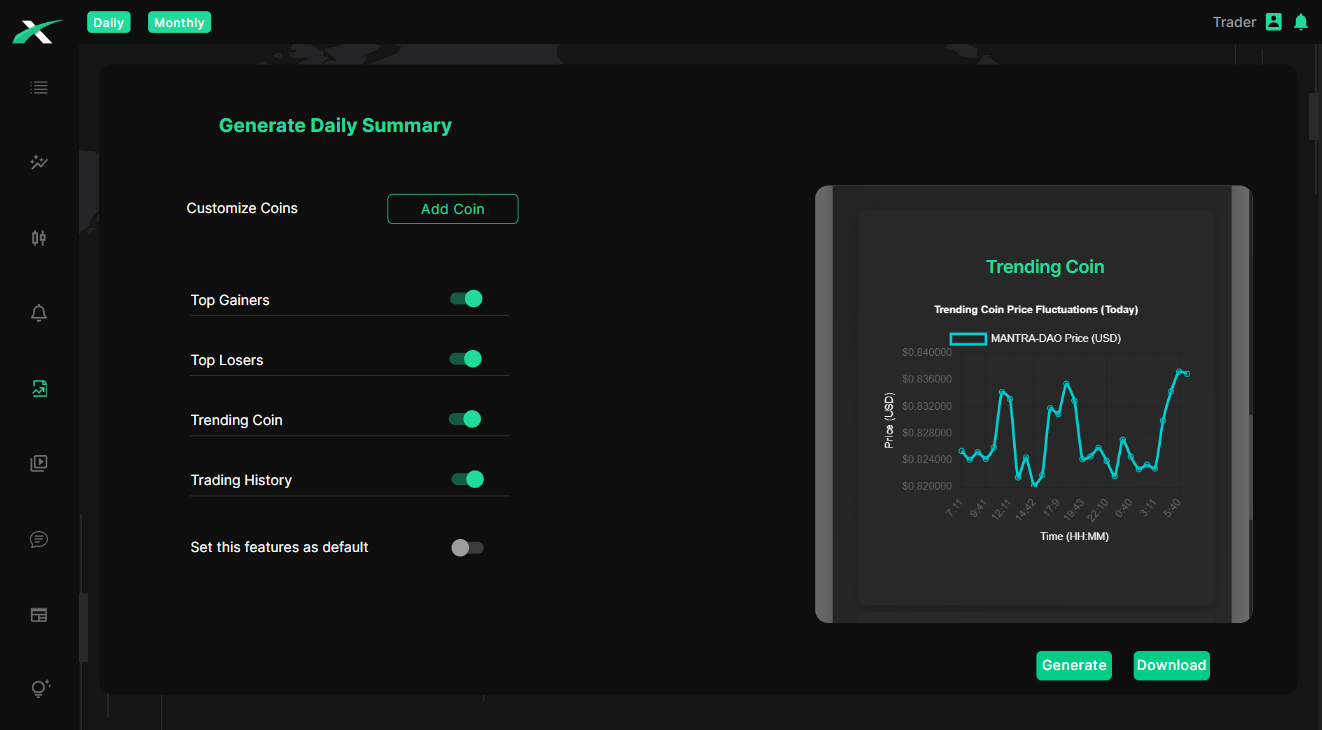 Daily
Monthly
Trader
Generate Daily Summary
Customize Coins
Add Coin
Top Gainers
Top Losers
Trending Coin
Trading History
Set this features as default
Trending Coin
Trending Coin Price Fluctuations (Today)
MANTRA-DAO Price (USD)
Price (USD)
$0.840000
$0.836000
$0.832000
$0.828000
$0.824000
$0.820000
7:11
9:41
12:11
14:42
17:9
19:43
22:10
0:40
3:11
5:40
Time (HH:MM)
Generate
Download